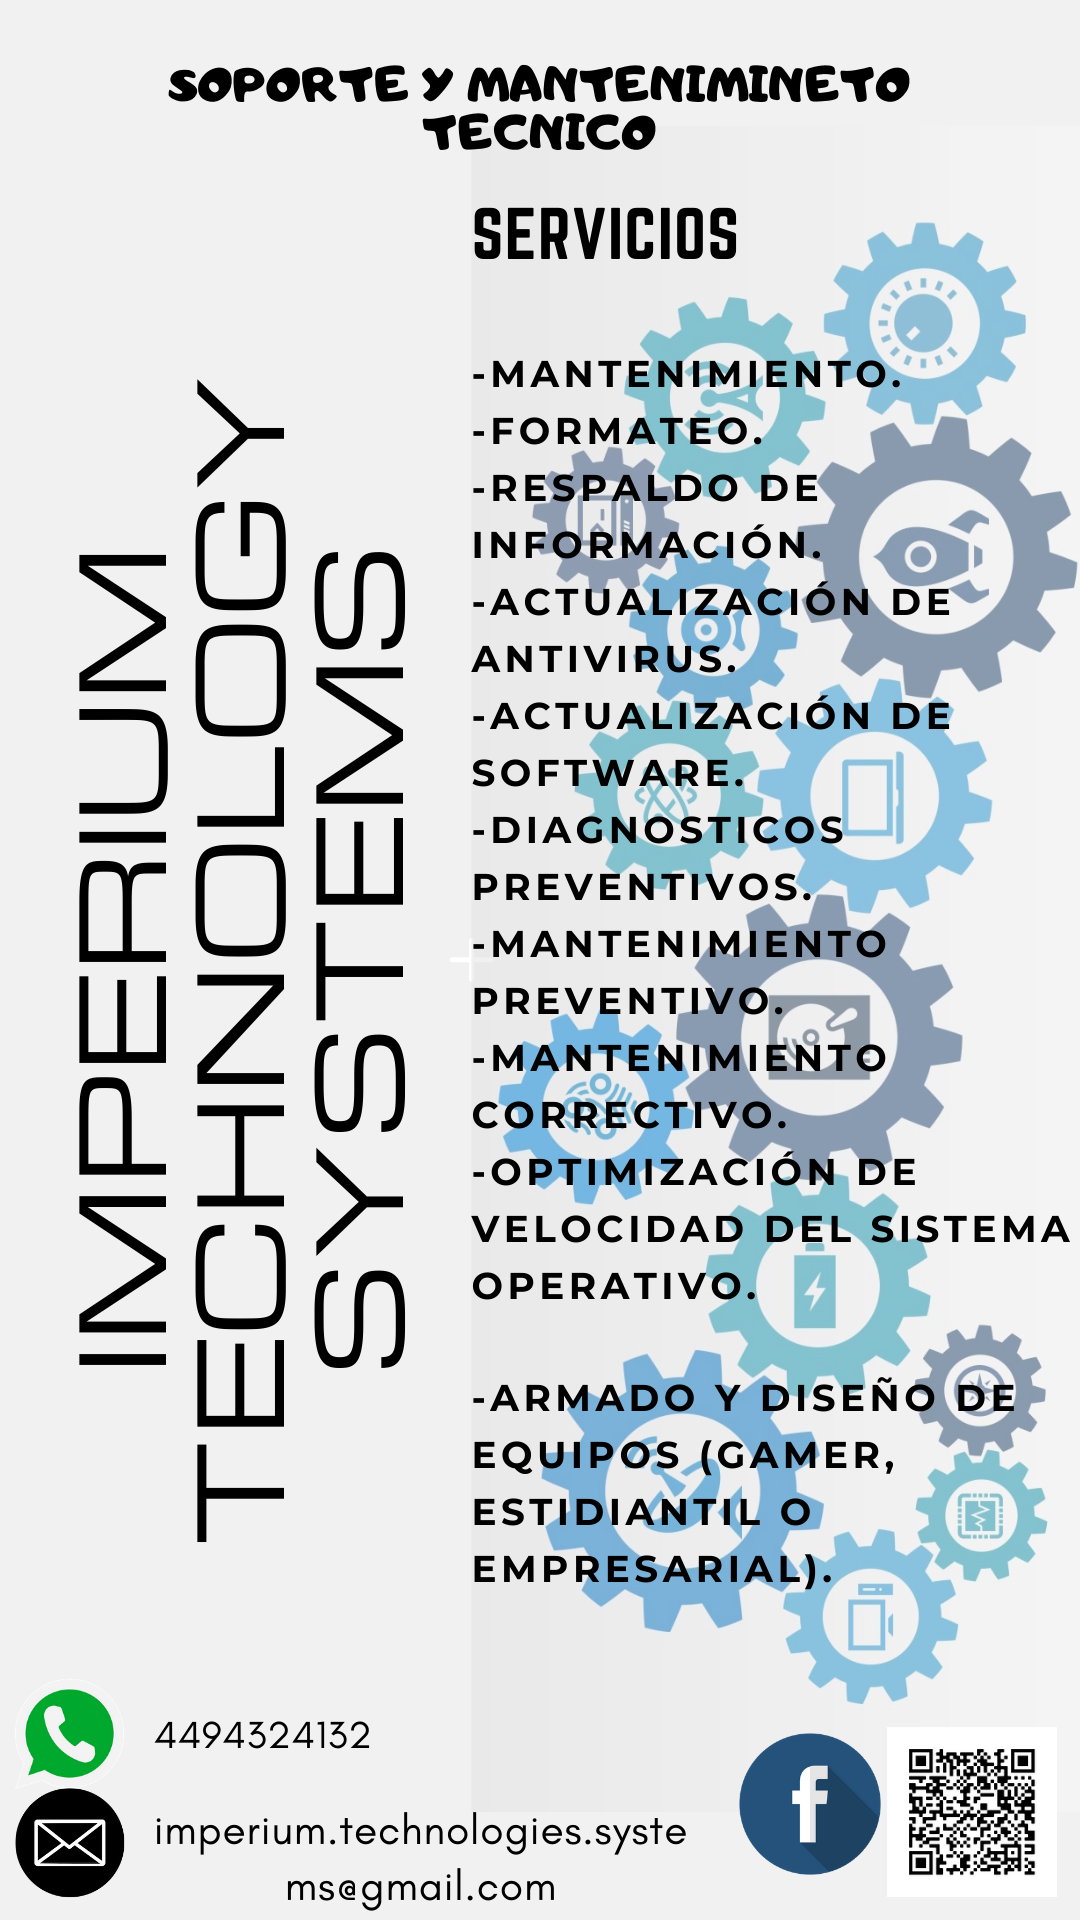 SOPORTE Y MANTENIMINETO
TECNICO
IMPERIUM
TECHNOLOGY
SYSTEMS
SERVICIOS
-MANTENIMIENTO.
-FORMATEO.
-RESPALDO DE
INFORMACIÓN.
-ACTUALIZACIÓN DE
ANTIVIRUS.
-ACTUALIZACIÓN DE
SOFTWARE.
-DIAGNOSTICOS
PREVENTIVOS.
-MANTENIMIENTO
PREVENTIVO.
-MANTENIMIENTO
CORRECTIVO.
-OPTIMIZACIÓN DE
VELOCIDAD DEL SISTEMA
OPERATIVO.
-ARMADO Y DISEÑO DE
EQUIPOS (GAMER,
ESTIDIANTIL O
EMPRESARIAL).
4494324132
imperium.technologies.syste
ms@gmail.com